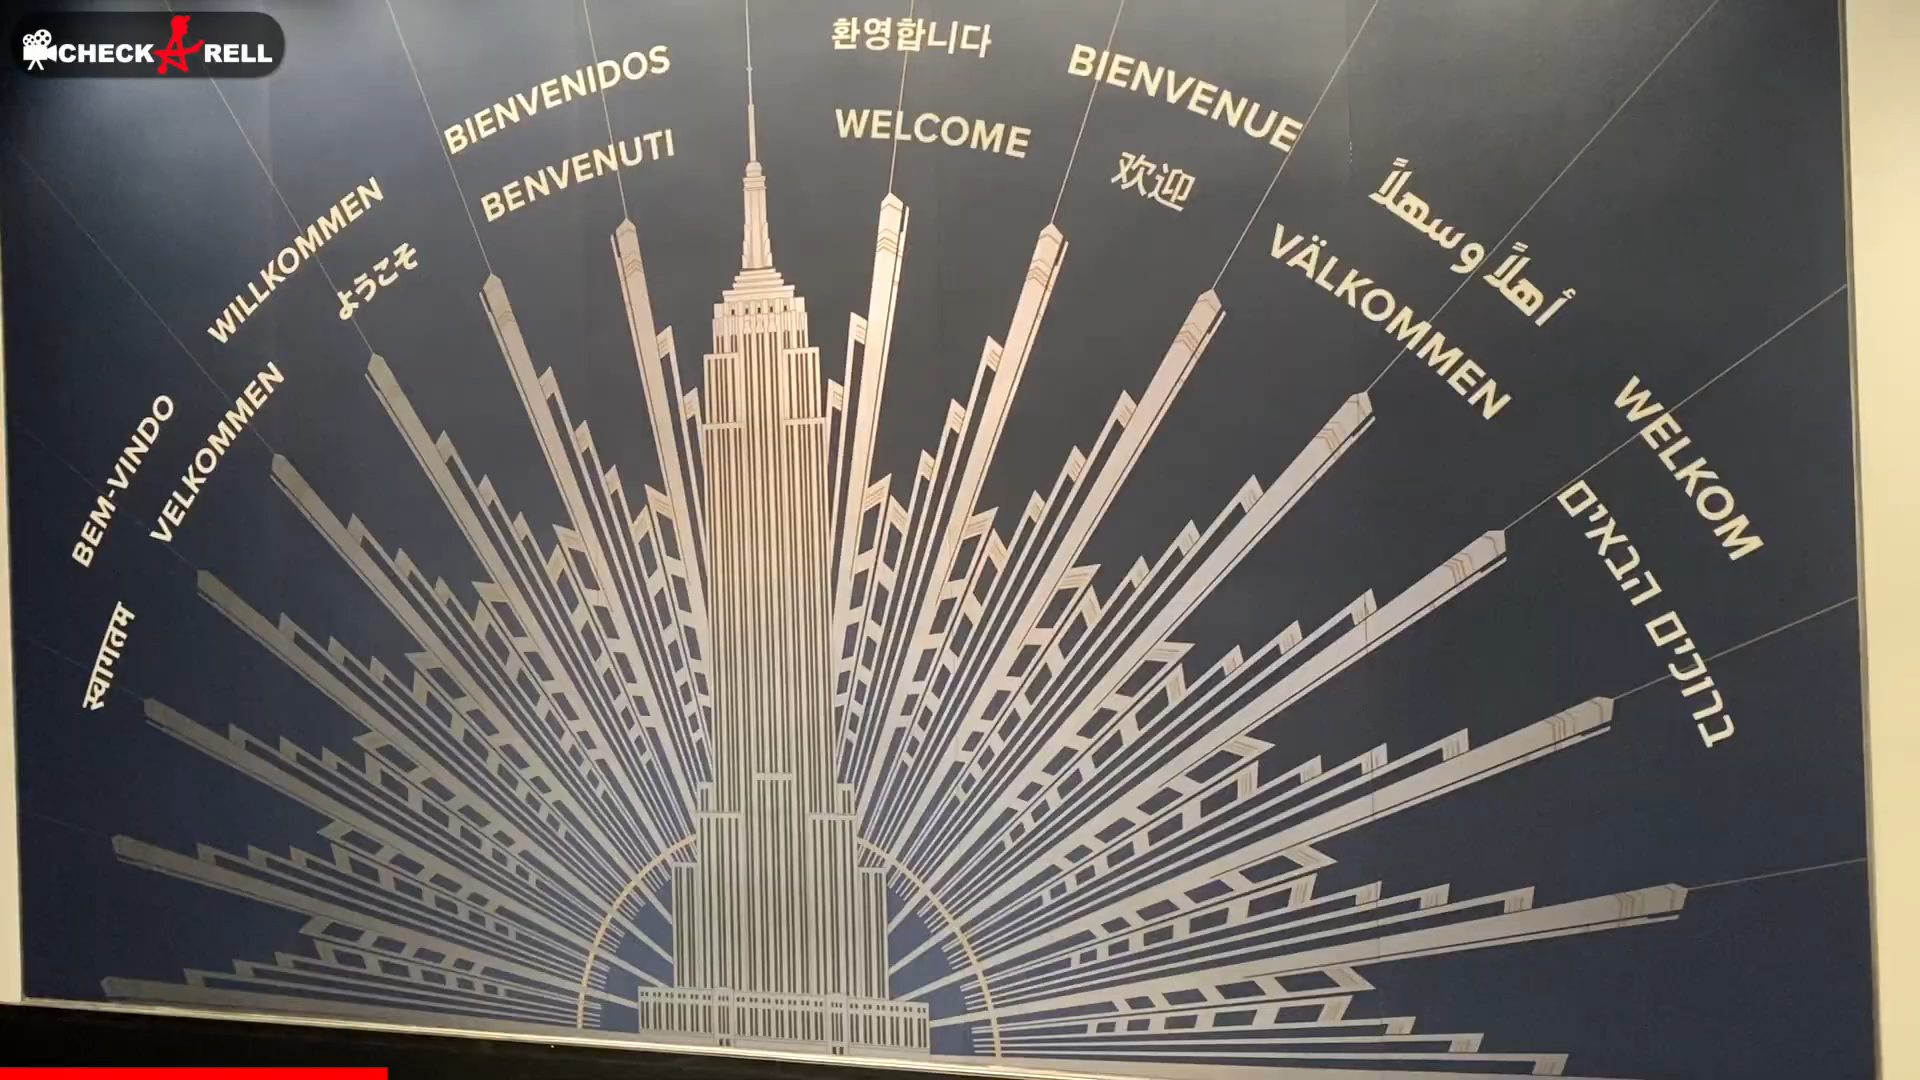 CHECK A RELL
स्वागतम
BEM-VINDO
VELKOMMEN
WILLKOMMEN
ようこそ
BIENVENIDOS
BENVENUTI
환영합니다
WELCOME
BIENVENUE
欢迎
أهلاً وسهلاً
VÄLKOMMEN
WELKOM
ברוכים הבאים